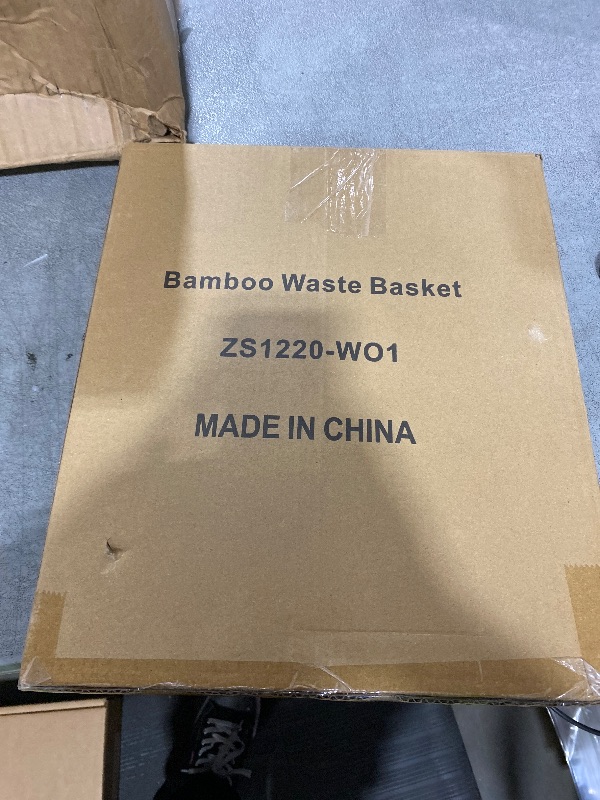 Bamboo Waste Basket
ZS1220-WO1
MADE IN CHINA